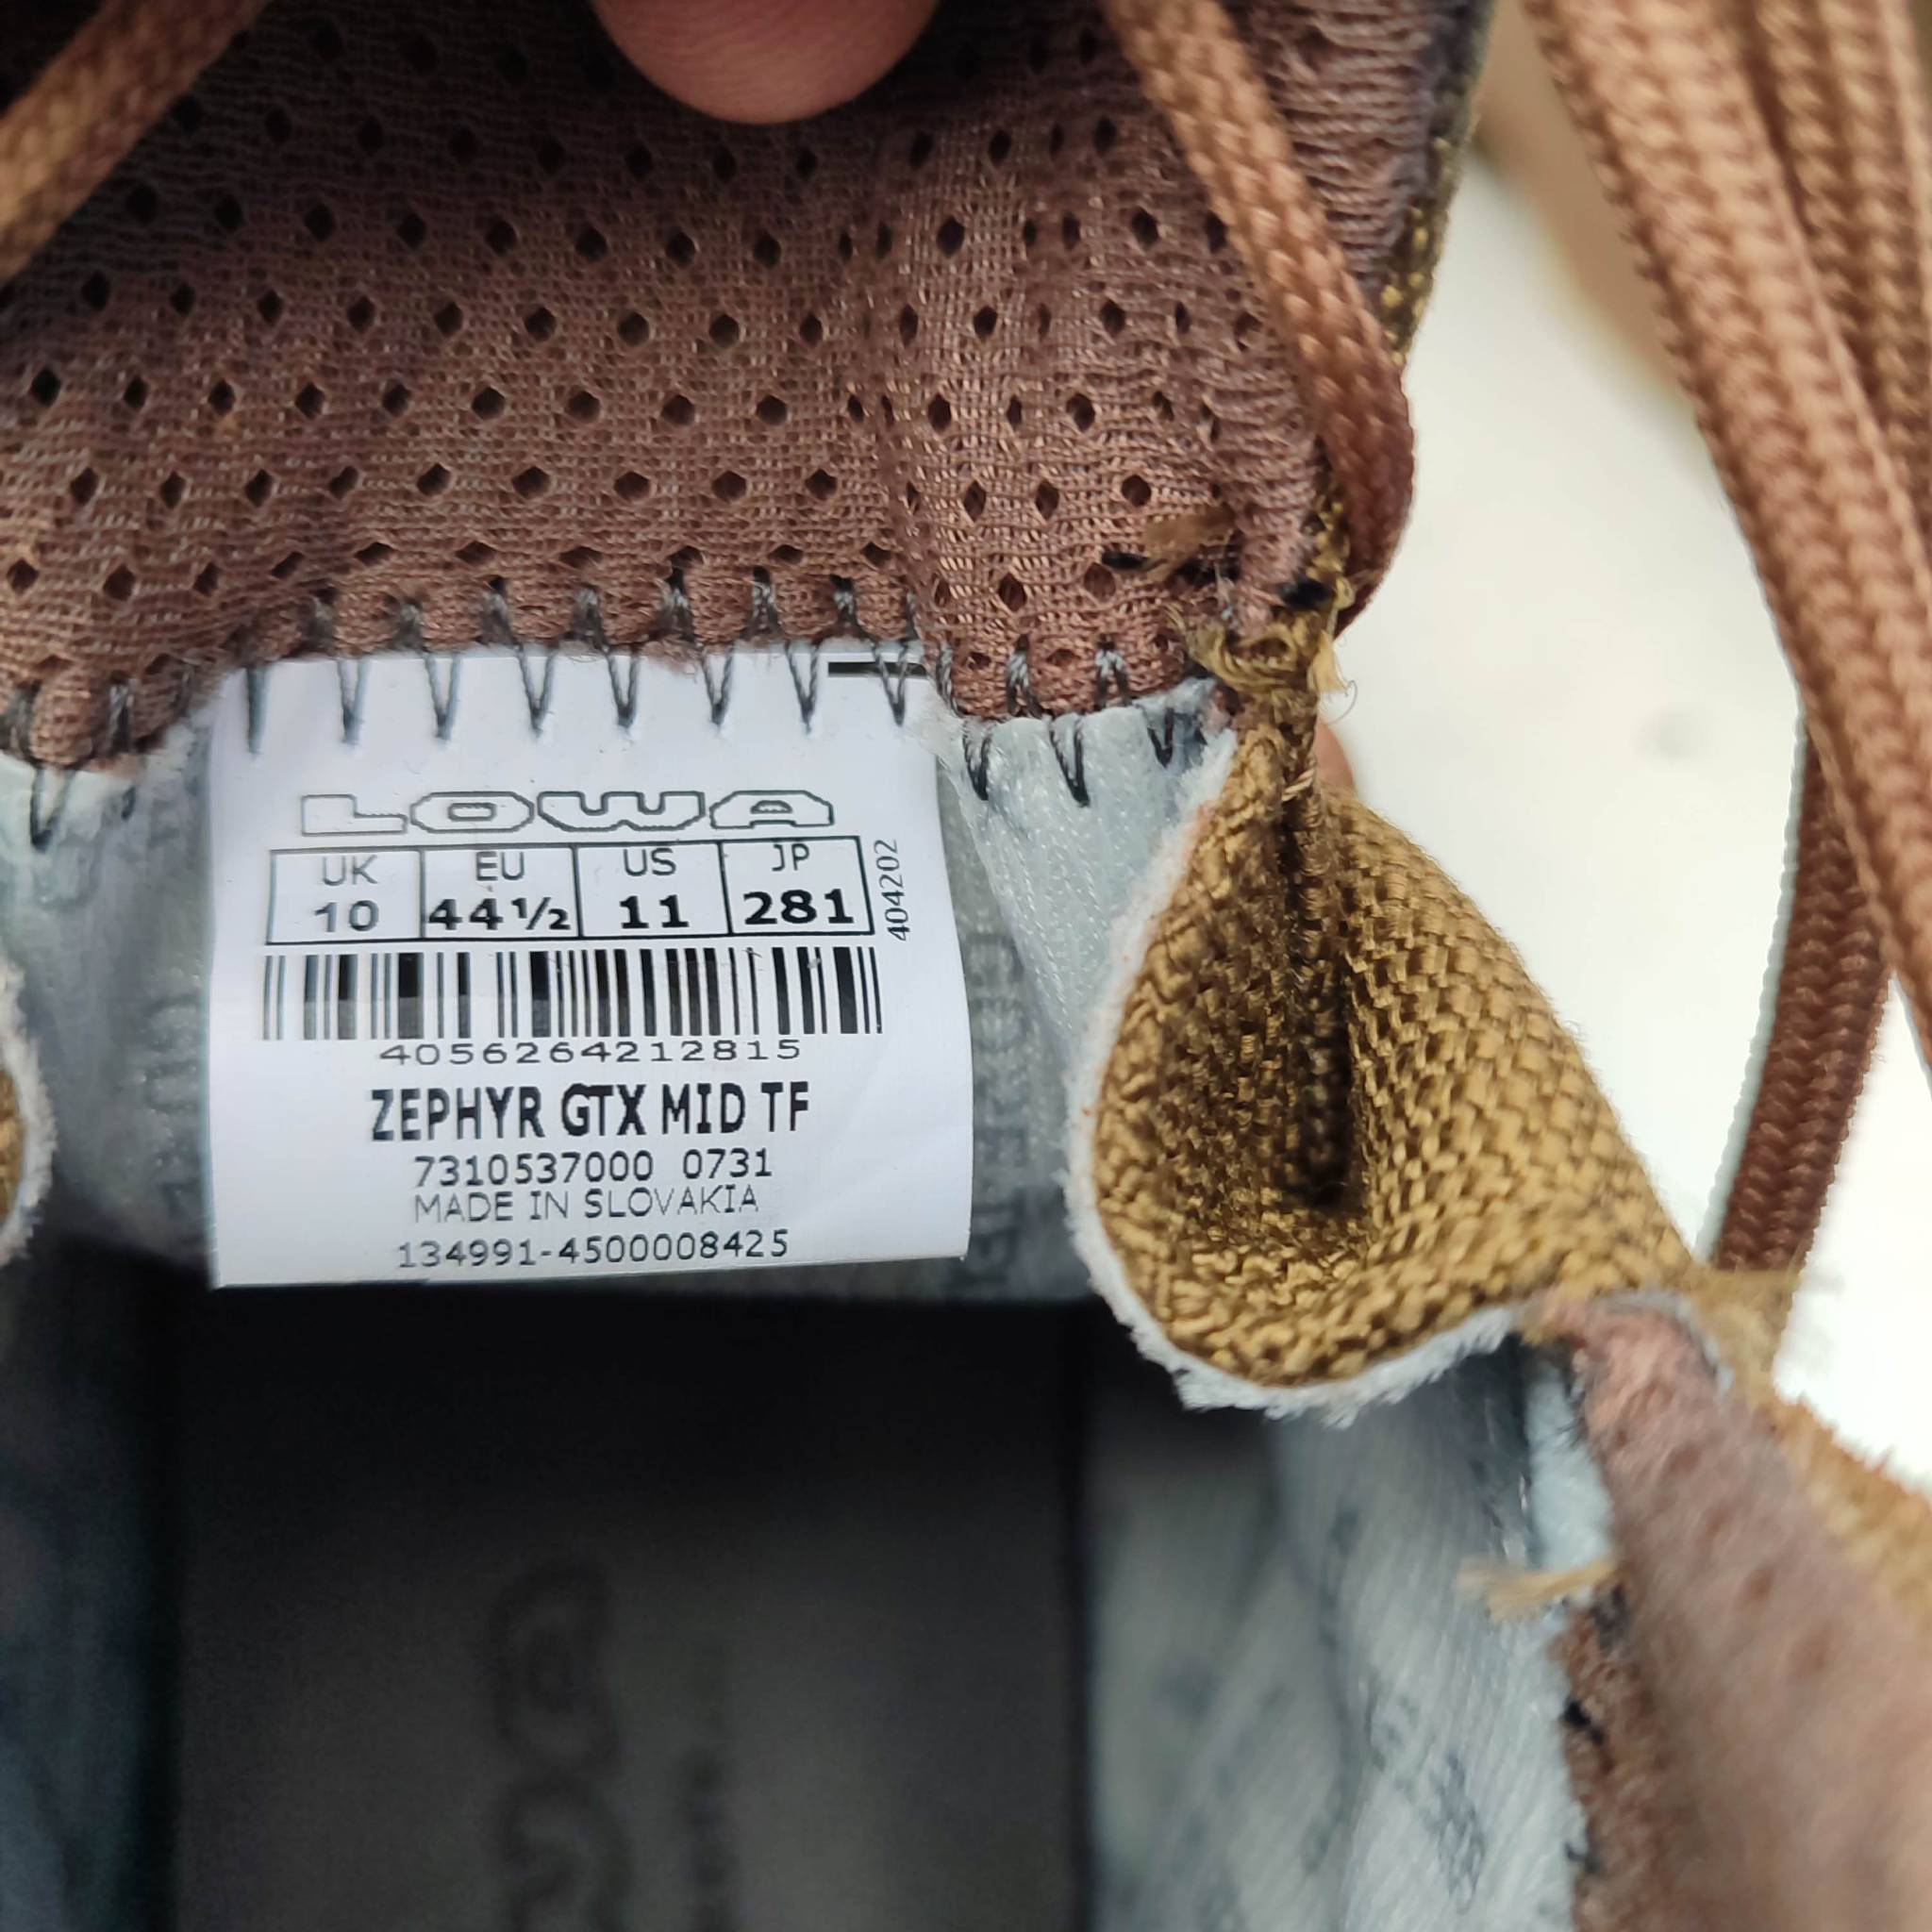 LOWA
UK EU US JP
10 44½ 11 281
404202
4056264212815
ZEPHYR GTX MID TF
7310537000 0731
MADE IN SLOVAKIA
134991-4500008425